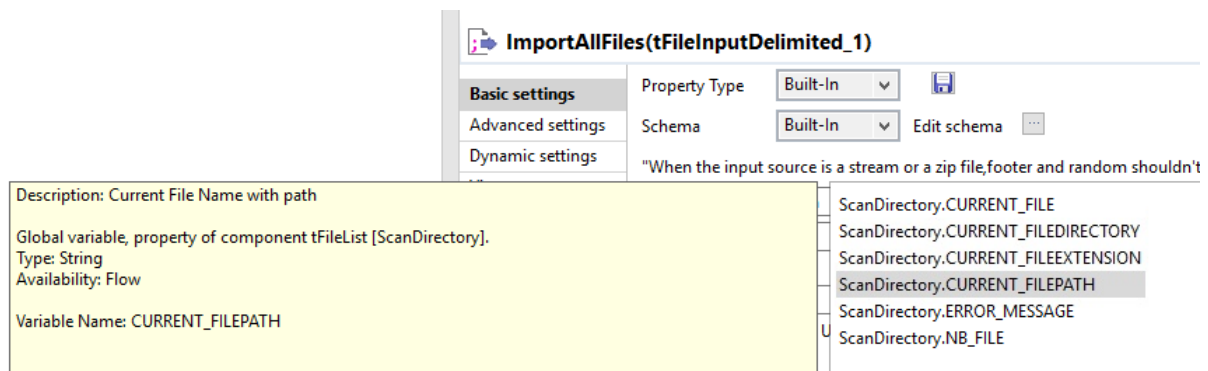 ImportAllFiles(tFileInputDelimited_1)
Basic settings
Property Type Built-In
Advanced settings
Schema Built-In Edit schema ...
Dynamic settings
"When the input source is a stream or a zip file,footer and random shouldn't
Description: Current File Name with path
Global variable, property of component tFileList [ScanDirectory].
Type: String
Availability: Flow
Variable Name: CURRENT_FILEPATH
ScanDirectory.CURRENT_FILE
ScanDirectory.CURRENT_FILEDIRECTORY
ScanDirectory.CURRENT_FILEEXTENSION
ScanDirectory.CURRENT_FILEPATH
ScanDirectory.ERROR_MESSAGE
U
ScanDirectory.NB_FILE